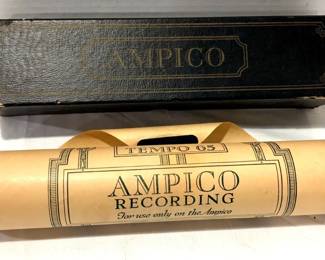 AMPICO
TEMPO 65
AMPICO
RECORDING
For use only on the Ampico